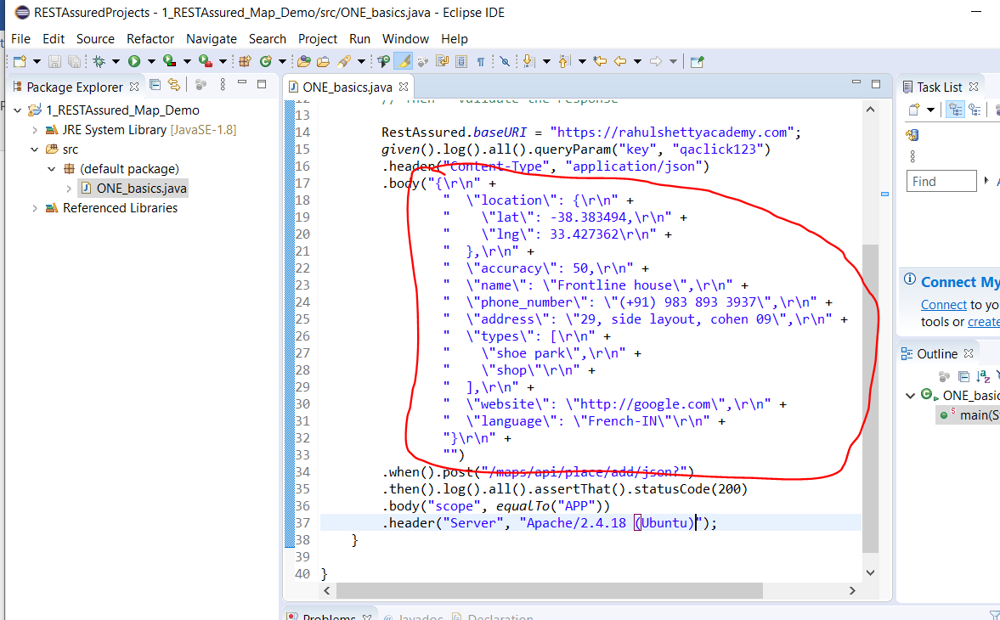 RESTAssuredProjects - 1_RESTAssured_Map_Demo/src/ONE_basics.java - Eclipse IDE
File Edit Source Refactor Navigate Search Project Run Window Help
Package Explorer
1_RESTAssured_Map_Demo
JRE System Library [JavaSE-1.8]
src
(default package)
ONE_basics.java
Referenced Libraries
ONE_basics.java
12 // Then - validate the response
13
14 RestAssured.baseURI = "https://rahulshettyacademy.com";
15 given().log().all().queryParam("key", "qaclick123")
16 .header("Content-Type", "application/json")
17 .body("{\r\n" +
18 "  \"location\": {\r\n" +
19 "    \"lat\": -38.383494,\r\n" +
20 "    \"lng\": 33.427362\r\n" +
21 "  },\r\n" +
22 "  \"accuracy\": 50,\r\n" +
23 "  \"name\": \"Frontline house\",\r\n" +
24 "  \"phone_number\": \"(+91) 983 893 3937\",\r\n" +
25 "  \"address\": \"29, side layout, cohen 09\",\r\n" +
26 "  \"types\": [\r\n" +
27 "    \"shoe park\",\r\n" +
28 "    \"shop\"\r\n" +
29 "  ],\r\n" +
30 "  \"website\": \"http://google.com\",\r\n" +
31 "  \"language\": \"French-IN\"\r\n" +
32 "}\r\n" +
33 "")
34 .when().post("/maps/api/place/add/json?")
35 .then().log().all().assertThat().statusCode(200)
36 .body("scope", equalTo("APP"))
37 .header("Server", "Apache/2.4.18 (Ubuntu)");
38 }
39
40 }
Task List
Find
Connect My
Connect to you
tools or create
Outline
ONE_basic
main(S
Problems Javadoc Declaration